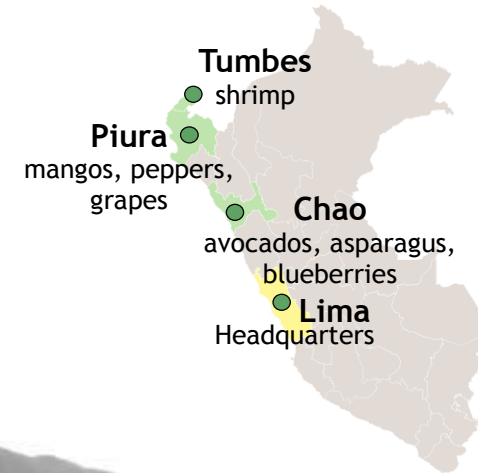 Tumbes
shrimp
Piura
mangos, peppers,
grapes
Chao
avocados, asparagus,
blueberries
Lima
Headquarters